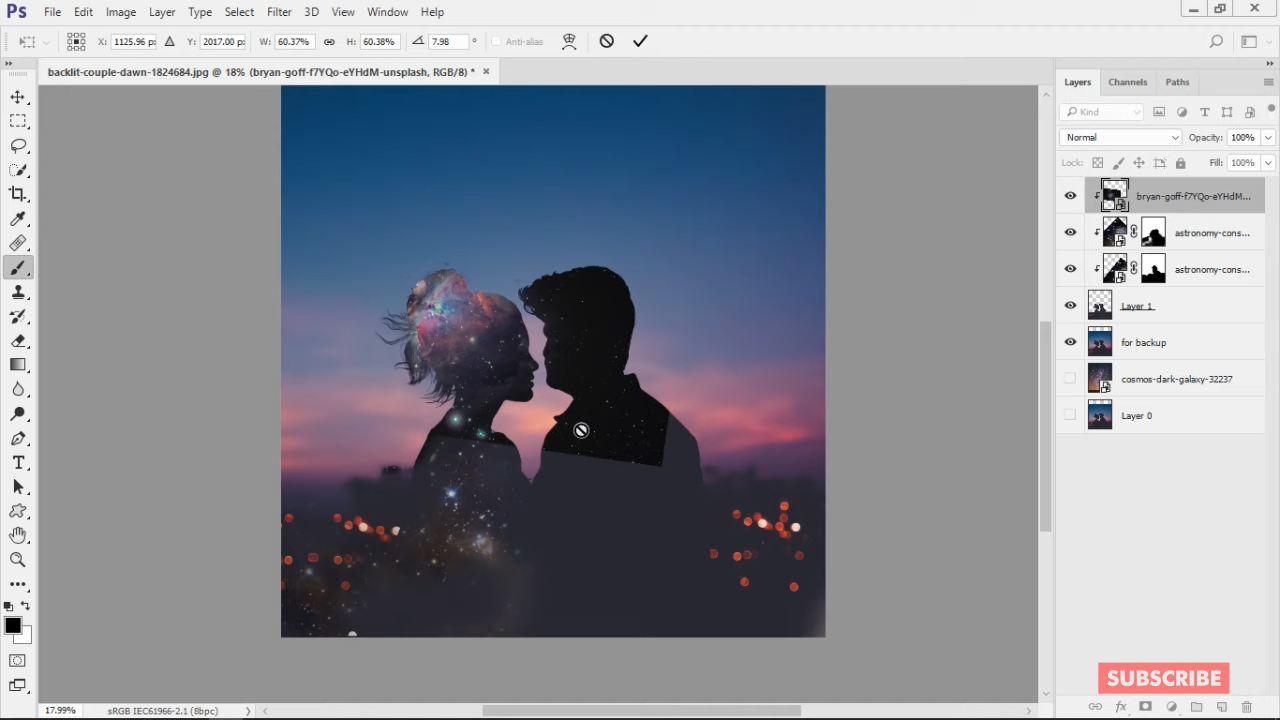 Ps File Edit Image Layer Type Select Filter 3D View Window Help
X: 1125.96 px Y: 2017.00 px W: 60.37% H: 60.38% 7.98 ° Anti-alias
backlit-couple-dawn-1824684.jpg @ 18% (bryan-goff-f7YQo-eYHdM-unsplash, RGB/8) *
Layers Channels Paths
Kind
Normal Opacity: 100%
Lock: Fill: 100%
bryan-goff-f7YQo-eYHdM...
astronomy-cons...
astronomy-cons...
Layer 1
for backup
cosmos-dark-galaxy-32237
Layer 0
SUBSCRIBE
17.99% sRGB IEC61966-2.1 (8bpc)